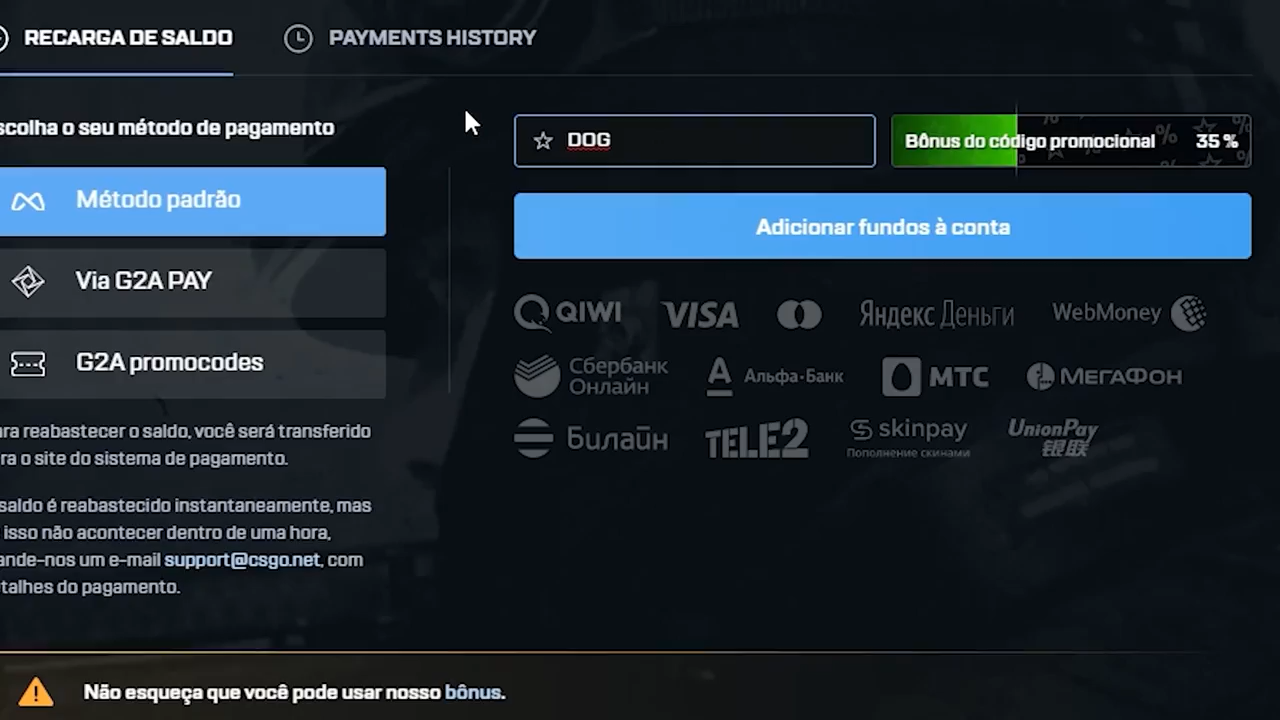 RECARGA DE SALDO
PAYMENTS HISTORY
scolha o seu método de pagamento
Método padrão
Via G2A PAY
G2A promocodes
ara reabastecer o saldo, você será transferido
ra o site do sistema de pagamento.
saldo é reabastecido instantaneamente, mas
isso não acontecer dentro de uma hora,
ande-nos um e-mail support@csgo.net, com
talhes do pagamento.
DOG
Bônus do código promocional 35 %
Adicionar fundos à conta
QIWI VISA Яндекс Деньги WebMoney
Сбербанк
Онлайн
Альфа·Банк МТС МЕГАФОН
Билайн TELE2 skinpay
Пополнение скинами
UnionPay
银联
Não esqueça que você pode usar nosso bônus.